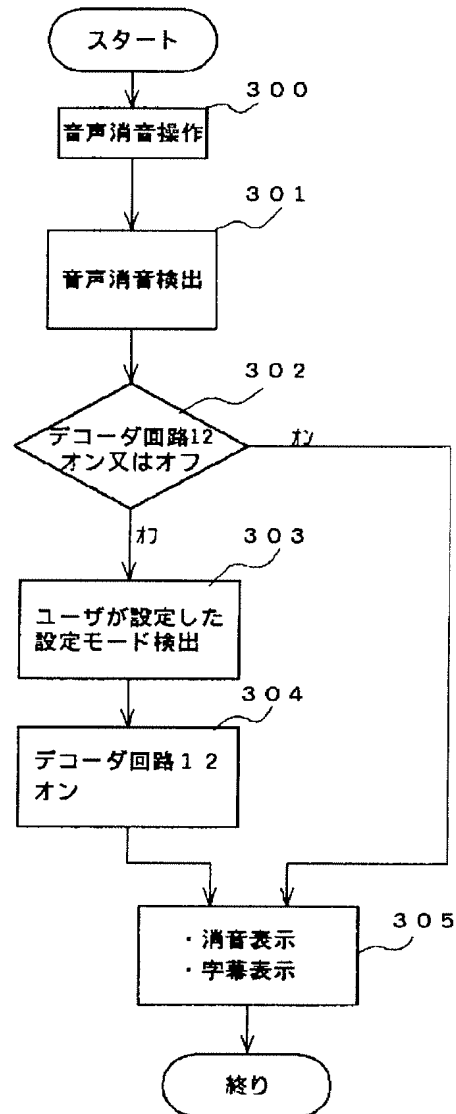 スタート
３００
音声消音操作
３０１
音声消音検出
３０２
デコーダ回路12
オン又はオフ
オン
オフ
３０３
ユーザが設定した
設定モード検出
３０４
デコーダ回路１２
オン
３０５
・消音表示
・字幕表示
終り